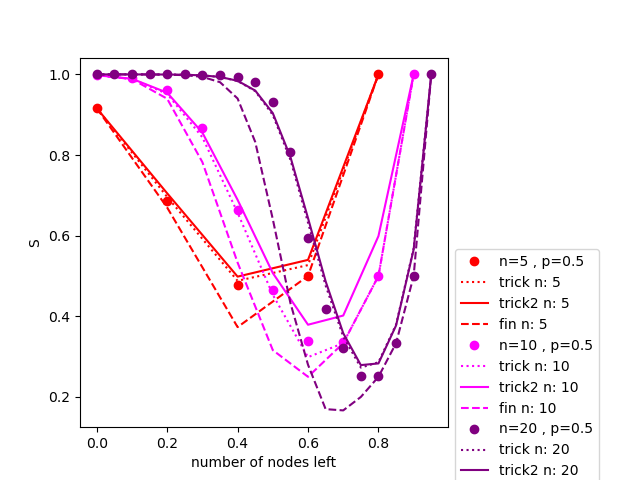 1.0
0.8
0.6
0.4
0.2
S
0.0
0.2
0.4
0.6
0.8
number of nodes left
n=5 , p=0.5
trick n: 5
trick2 n: 5
fin n: 5
n=10 , p=0.5
trick n: 10
trick2 n: 10
fin n: 10
n=20 , p=0.5
trick n: 20
trick2 n: 20